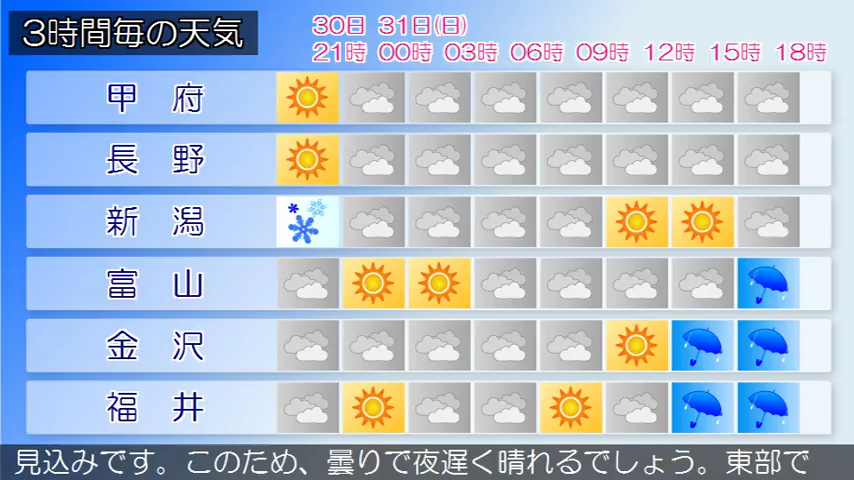 3時間毎の天気
30日 31日(日)
21時 00時 03時 06時 09時 12時 15時 18時
甲 府
長 野
新 潟
富 山
金 沢
福 井
見込みです。このため、曇りで夜遅く晴れるでしょう。東部で